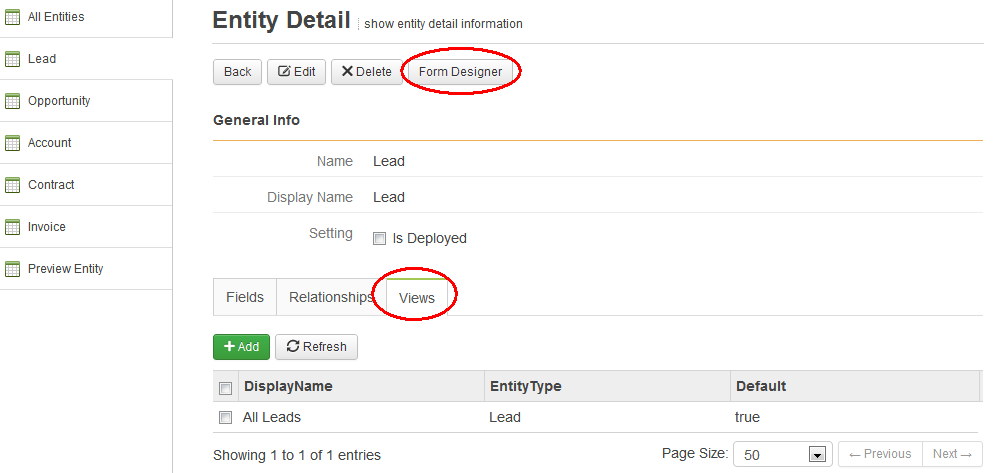 All Entities
Lead
Opportunity
Account
Contract
Invoice
Preview Entity
Entity Detail show entity detail information
Back Edit Delete Form Designer
General Info
Name Lead
Display Name Lead
Setting Is Deployed
Fields Relationships Views
Add Refresh
DisplayName EntityType Default
All Leads Lead true
Showing 1 to 1 of 1 entries Page Size: 50 ← Previous Next →